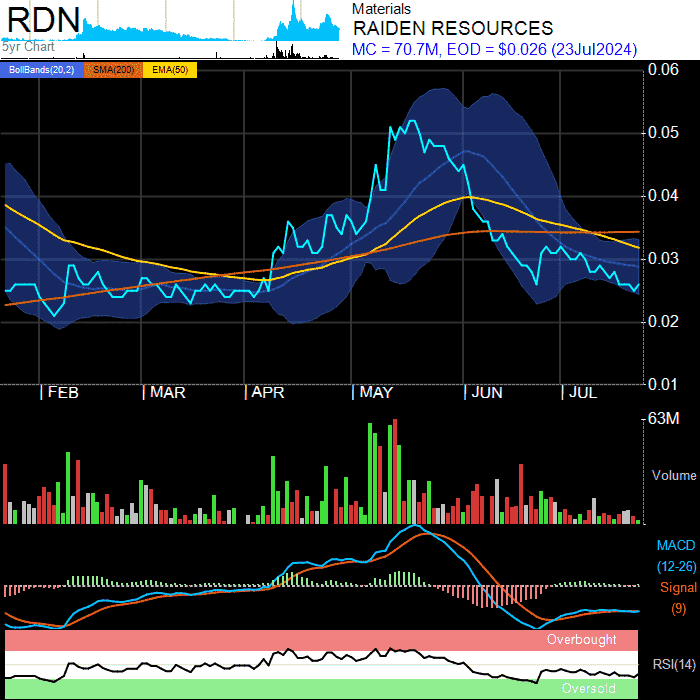 RDN
5yr Chart
Materials
RAIDEN RESOURCES
MC = 70.7M, EOD = $0.026 (23Jul2024)
BollBands(20,2) SMA(200) EMA(50)
0.06
0.05
0.04
0.03
0.02
0.01
FEB MAR APR MAY JUN JUL
63M
Volume
MACD
(12-26)
Signal
(9)
Overbought
RSI(14)
Oversold